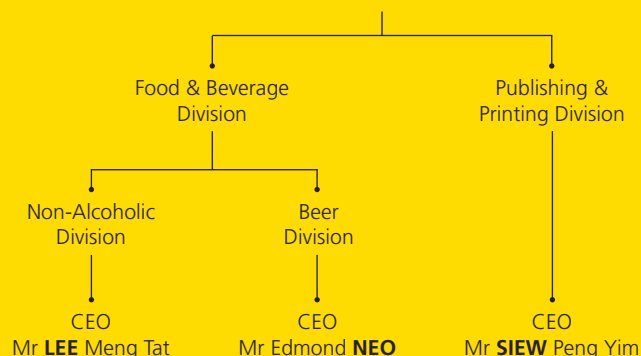 Food & Beverage
Division
Publishing &
Printing Division
Non-Alcoholic
Division
Beer
Division
CEO
Mr LEE Meng Tat
CEO
Mr Edmond NEO
CEO
Mr SIEW Peng Yim